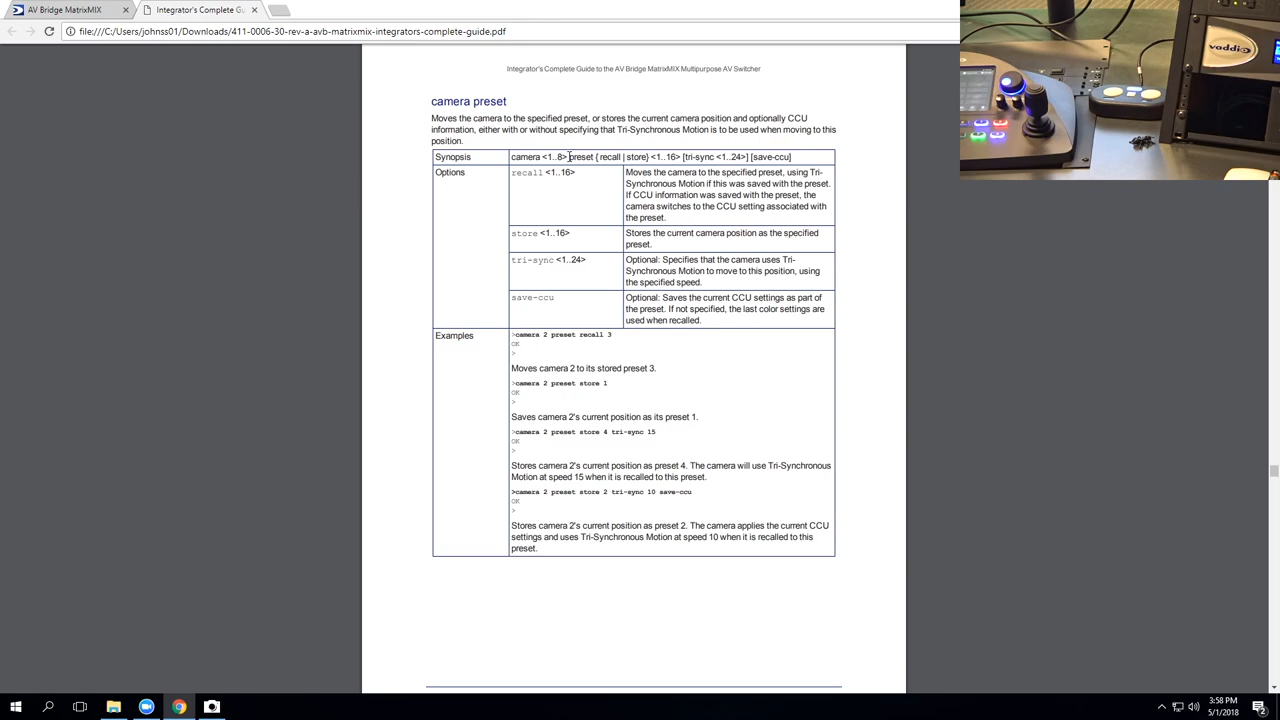 AV Bridge MatrixMIX
Integrator's Complete Guide
file:///C:/Users/johnss01/Downloads/411-0006-30-rev-a-avb-matrixmix-integrators-complete-guide.pdf
vaddio
Integrator's Complete Guide to the AV Bridge MatrixMIX Multipurpose AV Switcher
camera preset
Moves the camera to the specified preset, or stores the current camera position and optionally CCU
information, either with or without specifying that Tri-Synchronous Motion is to be used when moving to this
position.
Synopsis camera <1..8> preset { recall | store} <1..16> [tri-sync <1..24>] [save-ccu]
Options recall <1..16> Moves the camera to the specified preset, using Tri-
Synchronous Motion if this was saved with the preset.
If CCU information was saved with the preset, the
camera switches to the CCU setting associated with
the preset.
store <1..16> Stores the current camera position as the specified
preset.
tri-sync <1..24> Optional: Specifies that the camera uses Tri-
Synchronous Motion to move to this position, using
the specified speed.
save-ccu Optional: Saves the current CCU settings as part of
the preset. If not specified, the last color settings are
used when recalled.
Examples >camera 2 preset recall 3
OK
>
Moves camera 2 to its stored preset 3.
>camera 2 preset store 1
OK
>
Saves camera 2's current position as its preset 1.
>camera 2 preset store 4 tri-sync 15
OK
>
Stores camera 2's current position as preset 4. The camera will use Tri-Synchronous
Motion at speed 15 when it is recalled to this preset.
>camera 2 preset store 2 tri-sync 10 save-ccu
OK
>
Stores camera 2's current position as preset 2. The camera applies the current CCU
settings and uses Tri-Synchronous Motion at speed 10 when it is recalled to this
preset.
3:58 PM
5/1/2018
2